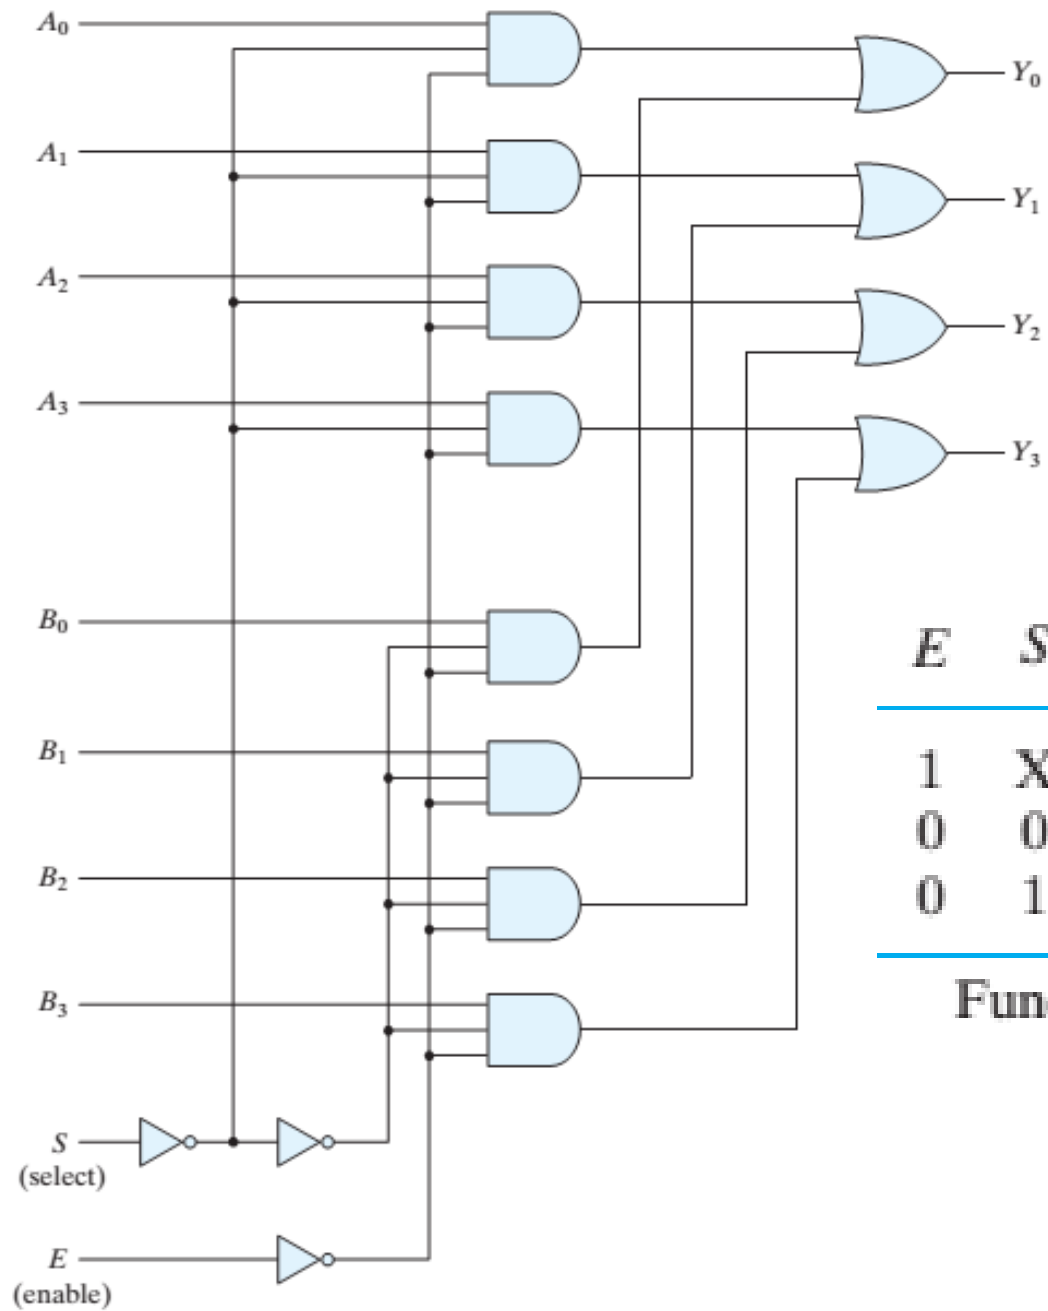 A₀
Y₀
A₁
Y₁
A₂
Y₂
A₃
Y₃
B₀
E S
B₁
1 X
0 0
B₂
0 1
B₃
S
(select)
E
(enable)